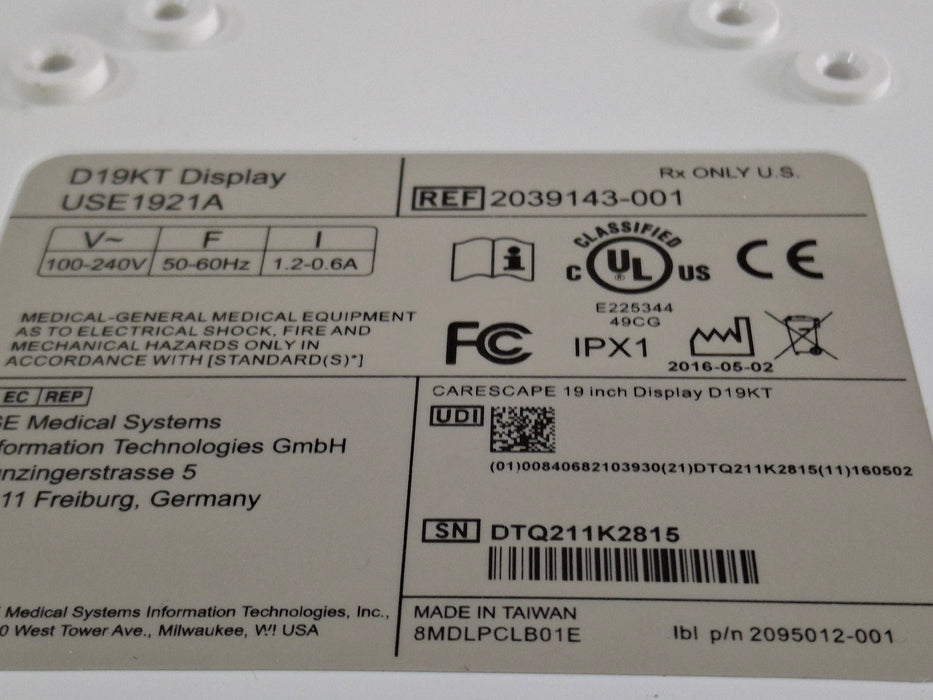 D19KT Display
USE1921A
Rx ONLY U.S.
REF 2039143-001
V~ F I
100-240V 50-60Hz 1.2-0.6A
CLASSIFIED
C UL US
®
CE
E225344
49CG
MEDICAL-GENERAL MEDICAL EQUIPMENT
AS TO ELECTRICAL SHOCK, FIRE AND
MECHANICAL HAZARDS ONLY IN
ACCORDANCE WITH [STANDARD(S)*]
FC
IPX1
2016-05-02
EC REP
GE Medical Systems
formation Technologies GmbH
nzingerstrasse 5
11 Freiburg, Germany
Medical Systems Information Technologies, Inc.,
0 West Tower Ave., Milwaukee, WI USA
CARESCAPE 19 inch Display D19KT
UDI
(01)00840682103930(21)DTQ211K2815(11)160502
SN DTQ211K2815
MADE IN TAIWAN
8MDLPCLB01E
lbl p/n 2095012-001